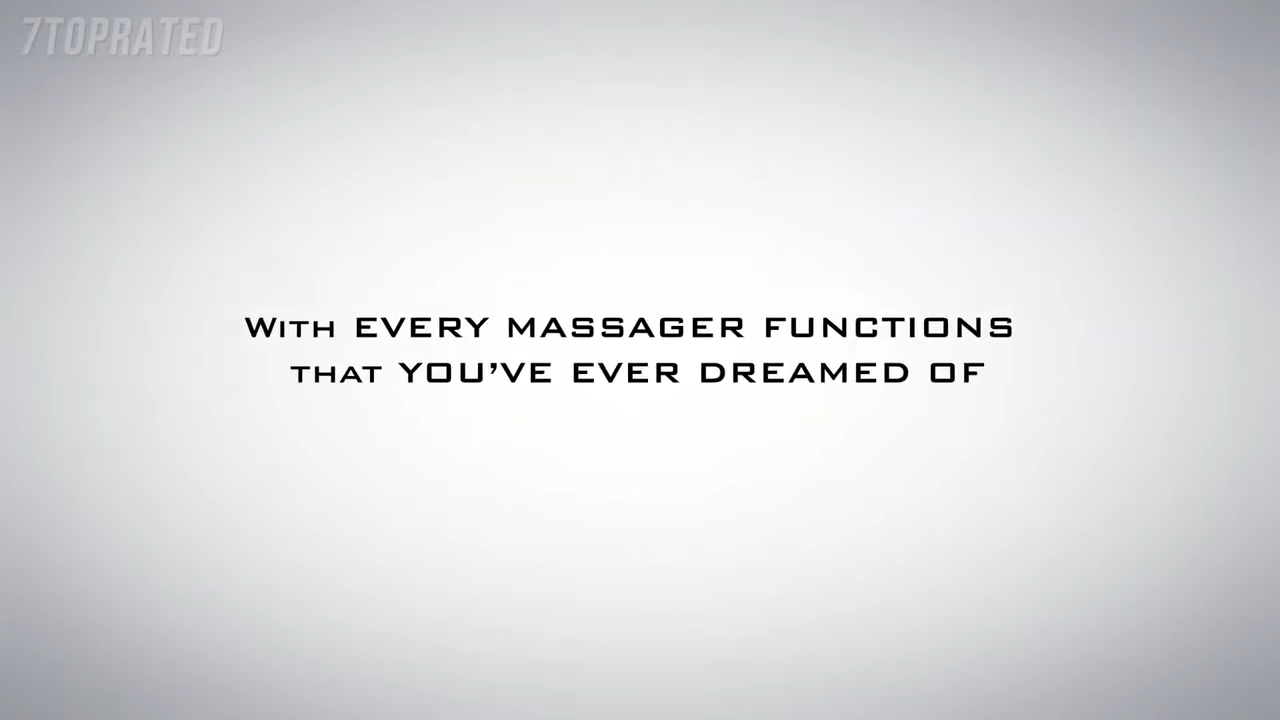 7TOPRATED
With EVERY MASSAGER FUNCTIONS
THAT YOU'VE EVER DREAMED OF